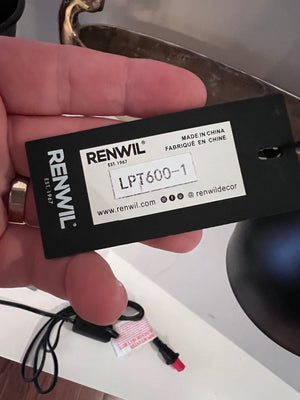 RENWIL®
EST. 1967
RENWIL®
EST. 1967
MADE IN CHINA
FABRIQUÉ EN CHINE
LPT600-1
www.renwil.com @ renwildecor